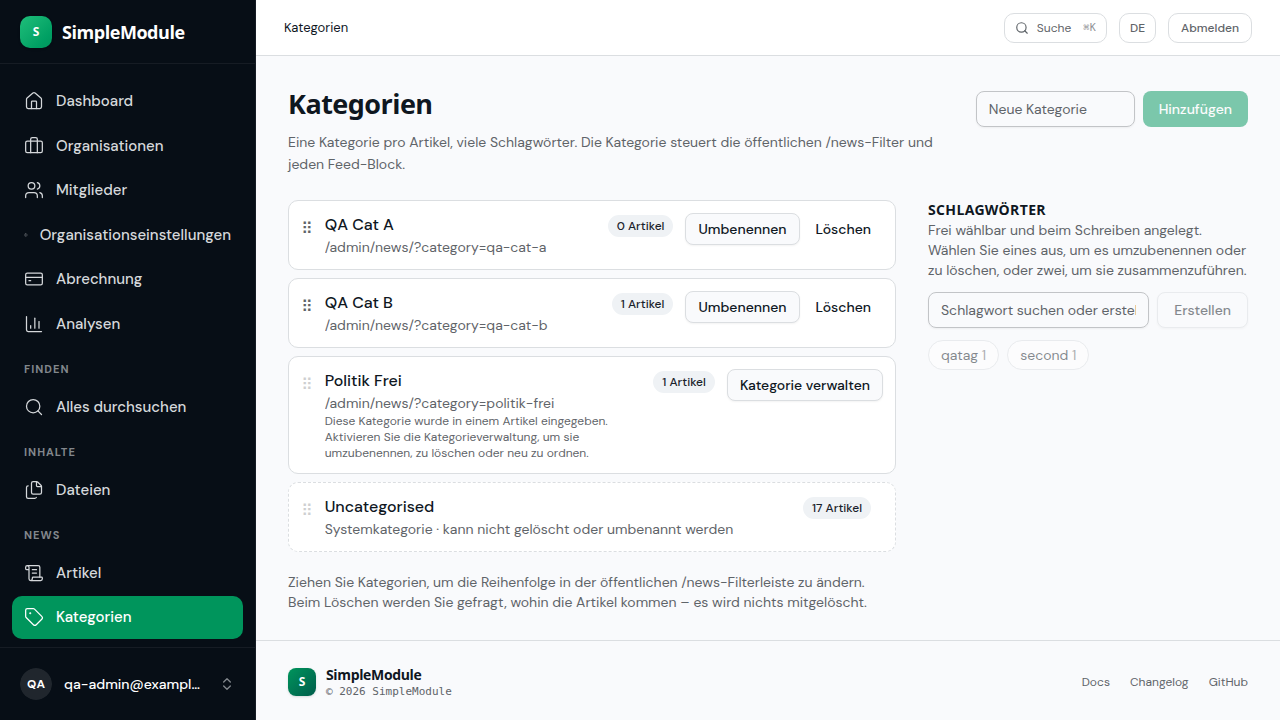 S SimpleModule
Dashboard
Organisationen
Mitglieder
Organisationseinstellungen
Abrechnung
Analysen
FINDEN
Alles durchsuchen
INHALTE
Dateien
NEWS
Artikel
Kategorien
QA qa-admin@exampl...
Kategorien
Suche ⌘K
DE
Abmelden
Kategorien
Neue Kategorie
Hinzufügen
Eine Kategorie pro Artikel, viele Schlagwörter. Die Kategorie steuert die öffentlichen /news-Filter und
jeden Feed-Block.
QA Cat A
/admin/news/?category=qa-cat-a
0 Artikel
Umbenennen
Löschen
QA Cat B
/admin/news/?category=qa-cat-b
1 Artikel
Umbenennen
Löschen
Politik Frei
/admin/news/?category=politik-frei
Diese Kategorie wurde in einem Artikel eingegeben.
Aktivieren Sie die Kategorieverwaltung, um sie
umzubenennen, zu löschen oder neu zu ordnen.
1 Artikel
Kategorie verwalten
Uncategorised
Systemkategorie · kann nicht gelöscht oder umbenannt werden
17 Artikel
Ziehen Sie Kategorien, um die Reihenfolge in der öffentlichen /news-Filterleiste zu ändern.
Beim Löschen werden Sie gefragt, wohin die Artikel kommen – es wird nichts mitgelöscht.
SCHLAGWÖRTER
Frei wählbar und beim Schreiben angelegt.
Wählen Sie eines aus, um es umzubenennen oder
zu löschen, oder zwei, um sie zusammenzuführen.
Schlagwort suchen oder erstel
Erstellen
qatag 1
second 1
S SimpleModule
© 2026 SimpleModule
Docs
Changelog
GitHub